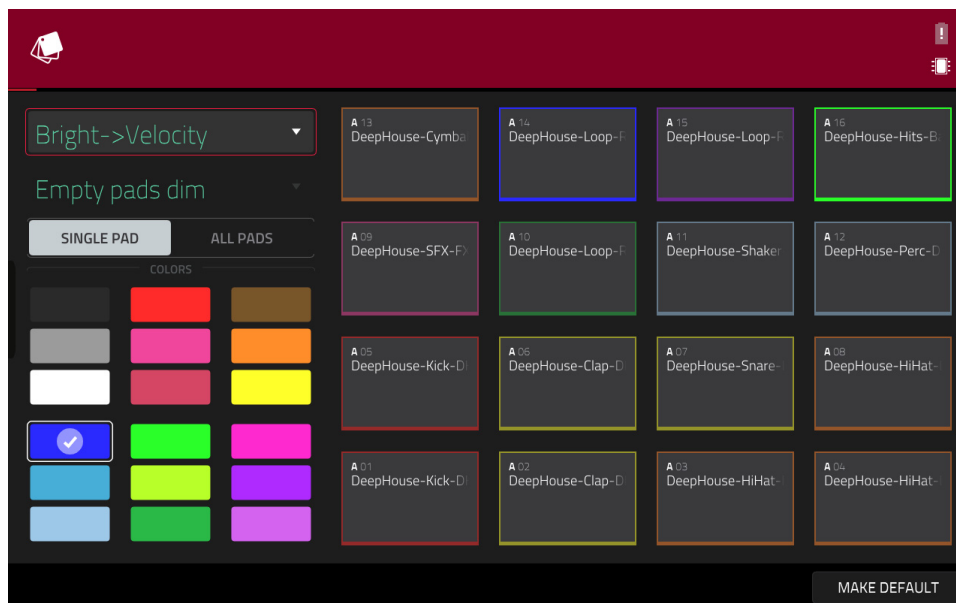 Bright->Velocity
Empty pads dim
SINGLE PAD
ALL PADS
COLORS
A 13
DeepHouse-Cymba
A 14
DeepHouse-Loop-
A 15
DeepHouse-Loop-
A 16
DeepHouse-Hits-B
A 09
DeepHouse-SFX-F
A 10
DeepHouse-Loop-
A 11
DeepHouse-Shaker
A 12
DeepHouse-Perc-D
A 05
DeepHouse-Kick-D
A 06
DeepHouse-Clap-D
A 07
DeepHouse-Snare-
A 08
DeepHouse-HiHat-
A 01
DeepHouse-Kick-D
A 02
DeepHouse-Clap-D
A 03
DeepHouse-HiHat-
A 04
DeepHouse-HiHat-
MAKE DEFAULT